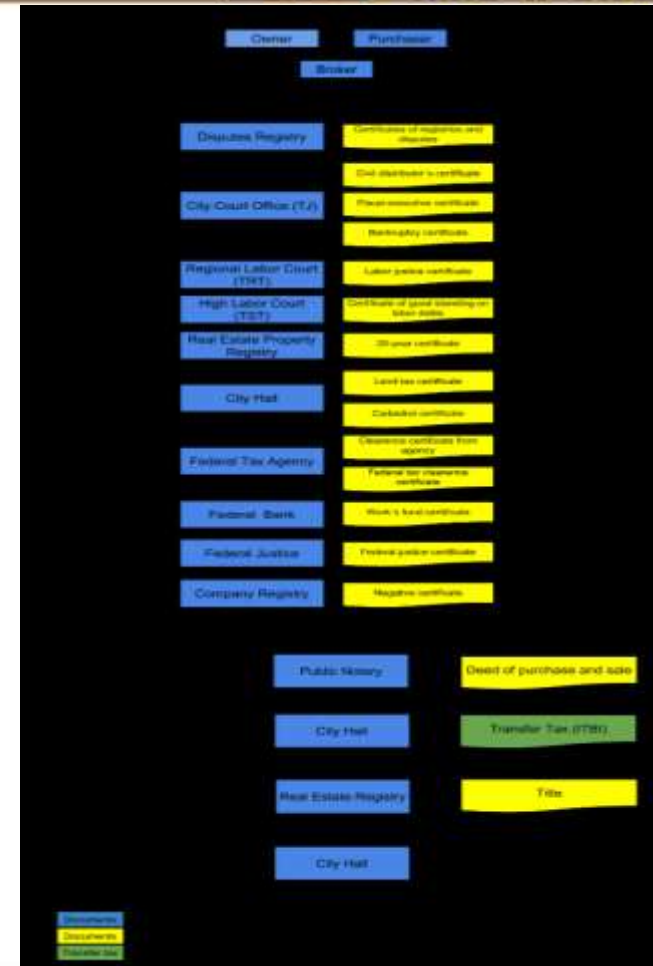 Owner
Purchaser
Broker
Disputes Registry
Certificates of registries and
disputes
Civil distributor's certificate
City Court Office (TJ)
Fiscal executive certificate
Bankruptcy certificate
Regional Labor Court
(TRT)
Labor justice certificate
High Labor Court
(TST)
Certificate of good standing on
labor debts
Real Estate Property
Registry
20-year certificate
City Hall
Land tax certificate
Cadastral certificate
Federal Tax Agency
Clearance certificate from
agency
Federal tax clearance
certificate
Federal Bank
Work's fund certificate
Federal Justice
Federal justice certificate
Company Registry
Negative certificate
Public Notary
Deed of purchase and sale
City Hall
Transfer Tax (ITBI)
Real Estate Registry
Title
City Hall
Documents
Documents
Transfer tax